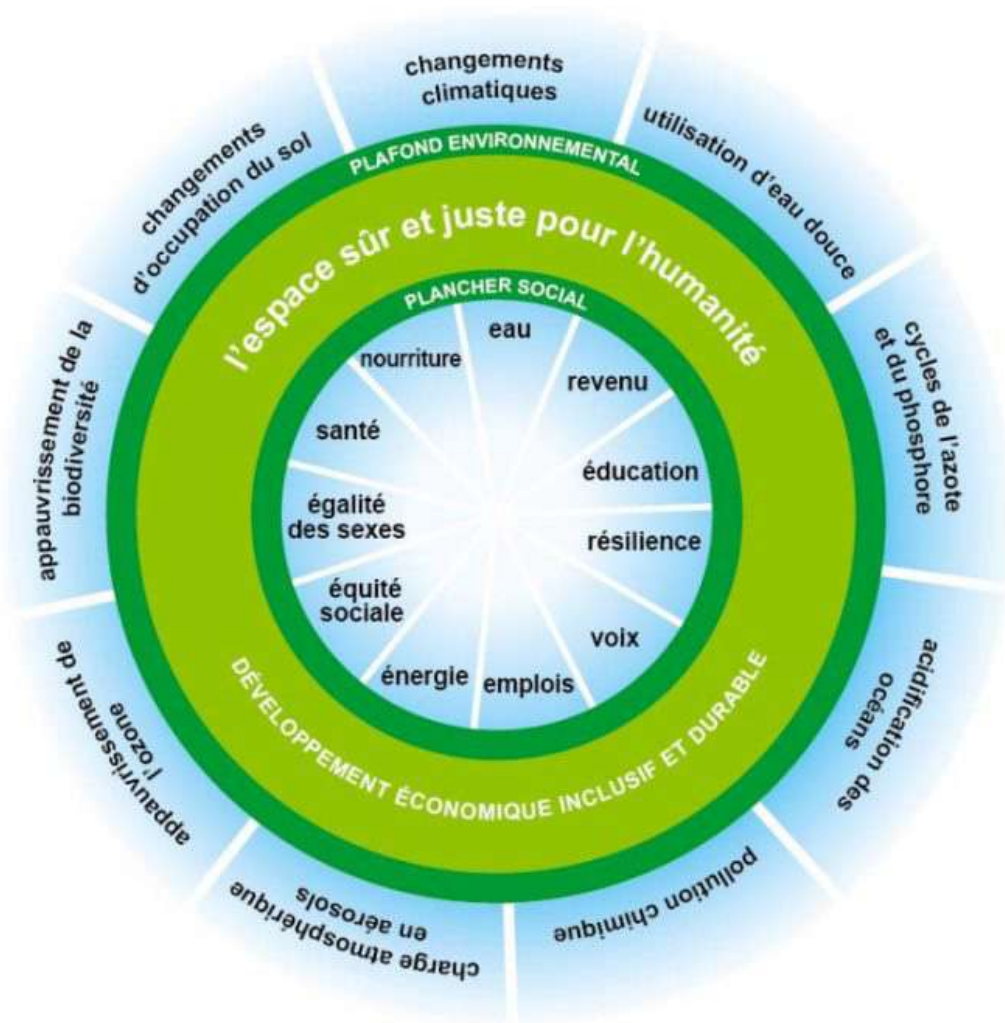 changements
climatiques
utilisation d'eau douce
cycles de l'azote
et du phosphore
acidification des
océans
pollution chimique
charge atmosphérique
en aérosols
appauvrissement de
l'ozone
appauvrissement de la
biodiversité
changements
d'occupation du sol
PLAFOND ENVIRONNEMENTAL
l'espace sûr et juste pour l'humanité
PLANCHER SOCIAL
eau
revenu
éducation
résilience
voix
emplois
énergie
équité
sociale
égalité
des sexes
santé
nourriture
DÉVELOPPEMENT ÉCONOMIQUE INCLUSIF ET DURABLE